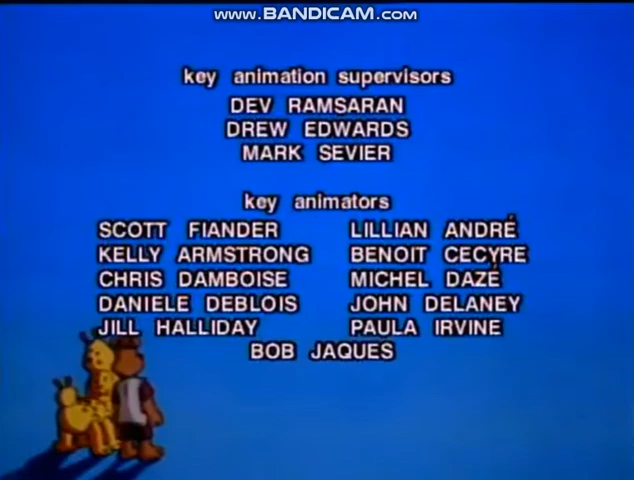 www.BANDICAM.com
key animation supervisors
DEV RAMSARAN
DREW EDWARDS
MARK SEVIER
key animators
SCOTT FIANDER LILLIAN ANDRÉ
KELLY ARMSTRONG BENOIT CECYRE
CHRIS DAMBOISE MICHEL DAZÉ
DANIELE DEBLOIS JOHN DELANEY
JILL HALLIDAY PAULA IRVINE
BOB JAQUES